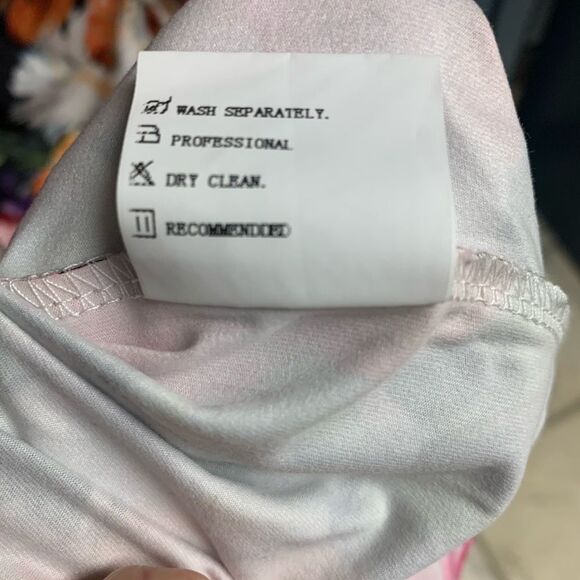 WASH SEPARATELY.
PROFESSIONAL
DRY CLEAN.
RECOMMENDED